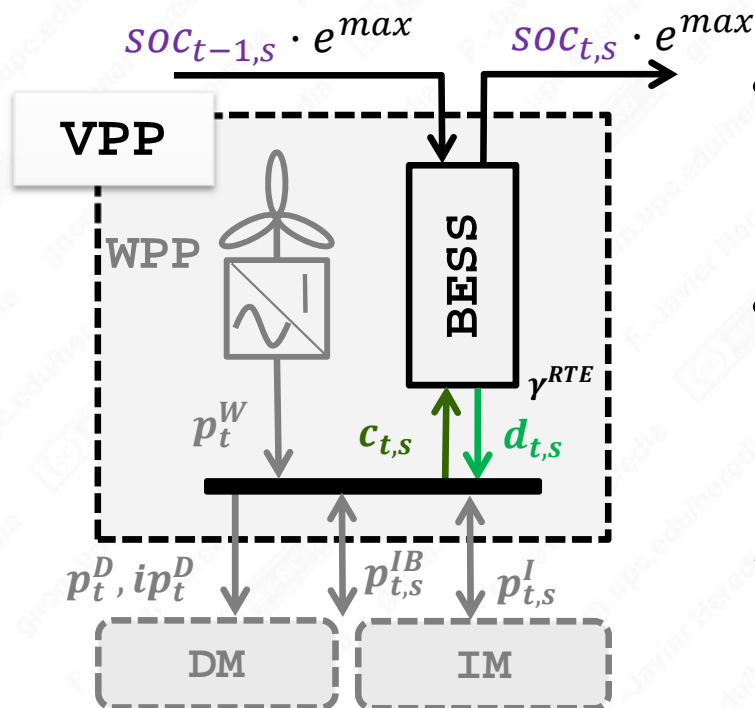 soc_{t−1,s} · e^{max}
soc_{t,s} · e^{max}
VPP
WPP
BESS
γ^{RTE}
p_t^W
c_{t,s}
d_{t,s}
p_t^D, ip_t^D
p_{t,s}^{IB}
p_{t,s}^I
DM
IM